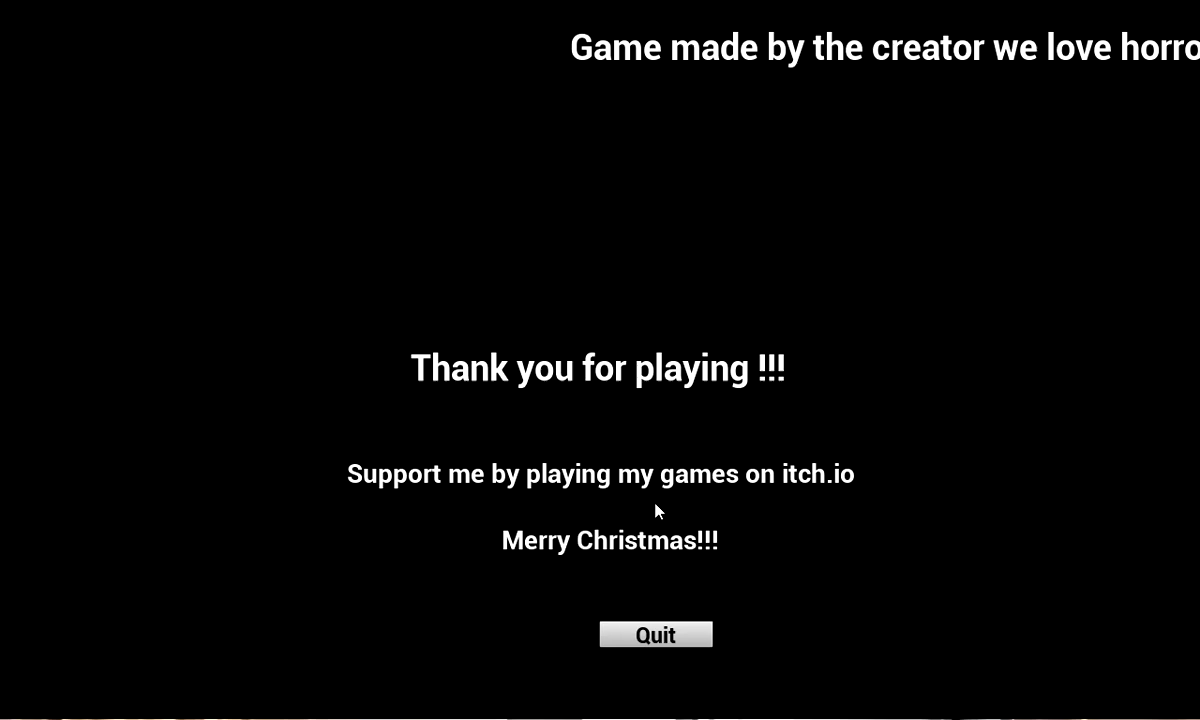 Game made by the creator we love horro
Thank you for playing !!!
Support me by playing my games on itch.io
Merry Christmas!!!
Quit